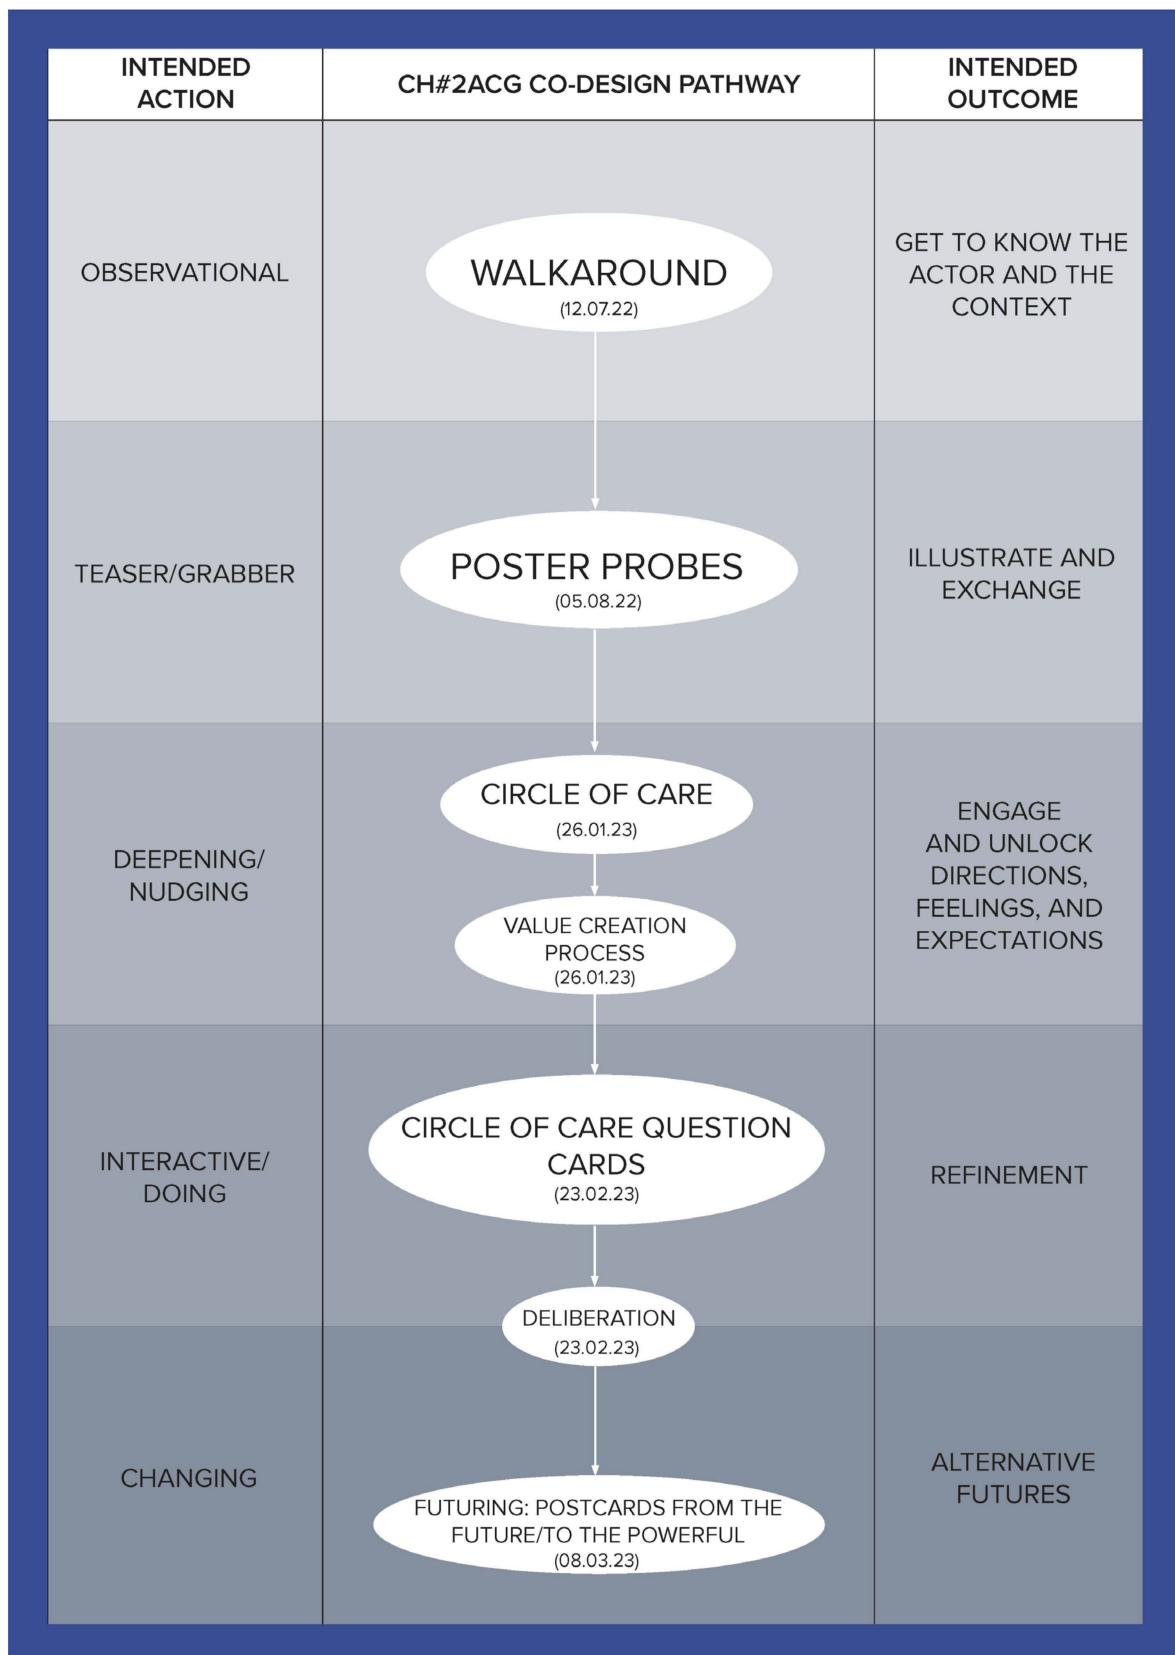 INTENDED
ACTION
CH#2ACG CO-DESIGN PATHWAY
INTENDED
OUTCOME
OBSERVATIONAL
WALKAROUND
(12.07.22)
GET TO KNOW THE
ACTOR AND THE
CONTEXT
TEASER/GRABBER
POSTER PROBES
(05.08.22)
ILLUSTRATE AND
EXCHANGE
DEEPENING/
NUDGING
CIRCLE OF CARE
(26.01.23)
VALUE CREATION
PROCESS
(26.01.23)
ENGAGE
AND UNLOCK
DIRECTIONS,
FEELINGS, AND
EXPECTATIONS
INTERACTIVE/
DOING
CIRCLE OF CARE QUESTION
CARDS
(23.02.23)
REFINEMENT
DELIBERATION
(23.02.23)
CHANGING
FUTURING: POSTCARDS FROM THE
FUTURE/TO THE POWERFUL
(08.03.23)
ALTERNATIVE
FUTURES